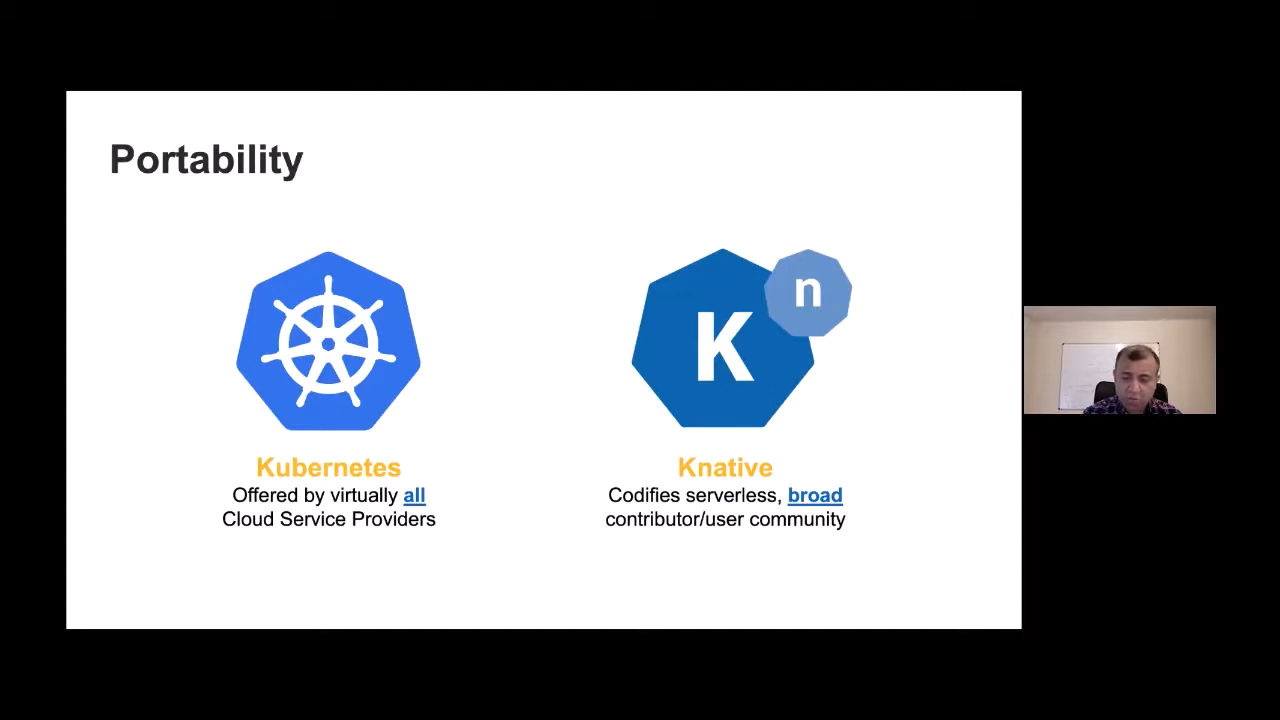 Portability
K
n
Kubernetes
Offered by virtually all
Cloud Service Providers
Knative
Codifies serverless, broad
contributor/user community